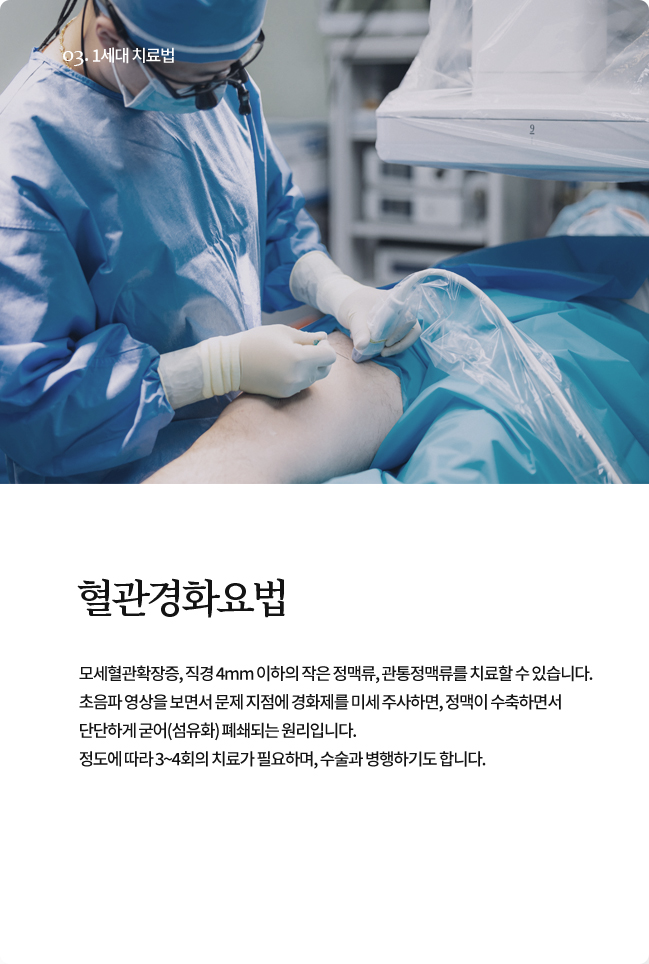 03. 1세대 치료법
9
혈관경화요법
모세혈관확장증, 직경 4mm 이하의 작은 정맥류, 관통정맥류를 치료할 수 있습니다.
초음파 영상을 보면서 문제 지점에 경화제를 미세 주사하면, 정맥이 수축하면서
단단하게 굳어(섬유화) 폐쇄되는 원리입니다.
정도에 따라 3~4회의 치료가 필요하며, 수술과 병행하기도 합니다.